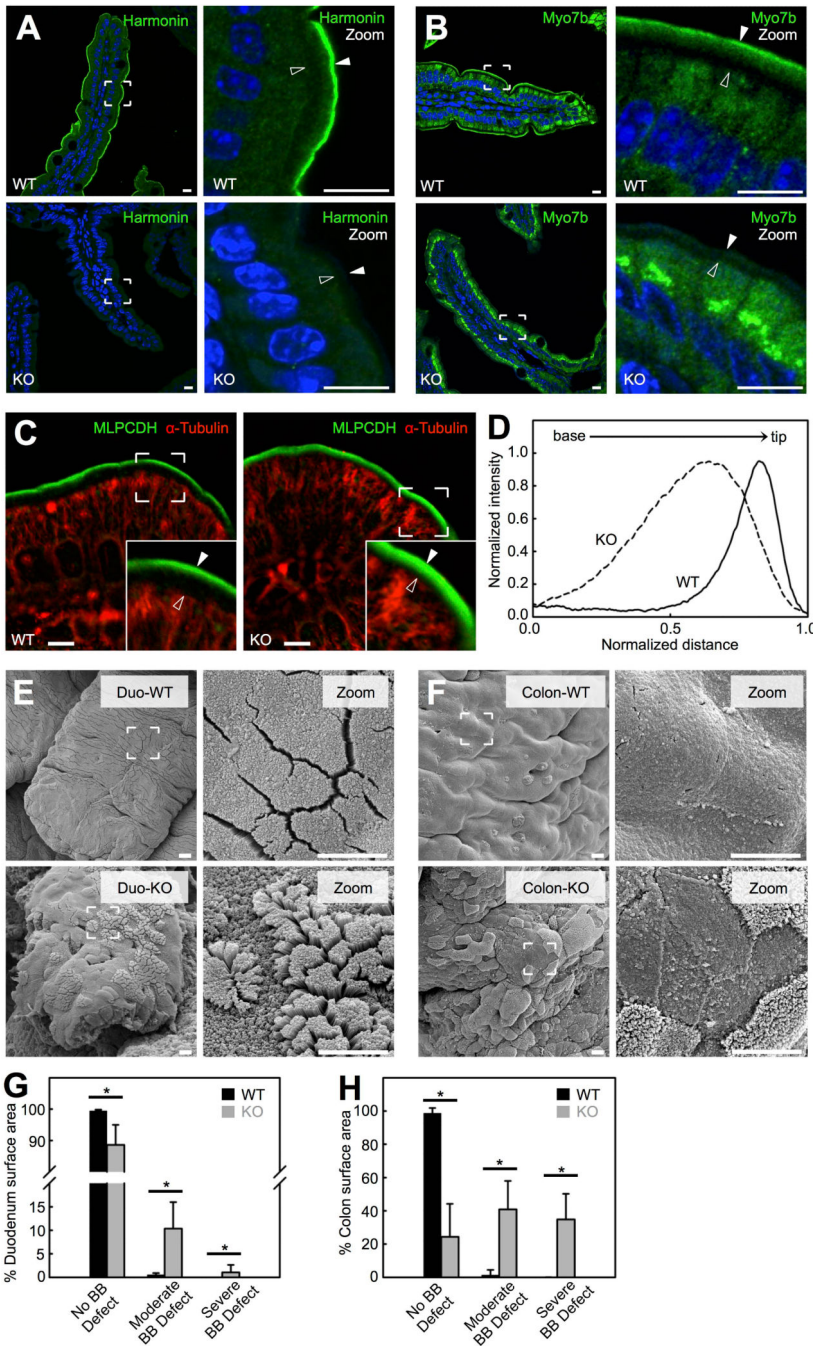 A
Harmonin
WT
Harmonin
Zoom
WT
Harmonin
KO
Harmonin
Zoom
KO
B
Myo7b
WT
Myo7b
Zoom
WT
Myo7b
KO
Myo7b
Zoom
KO
C
MLPCDH α-Tubulin
WT
MLPCDH α-Tubulin
KO
D
base
tip
Normalized intensity
1.0
0.8
0.6
0.4
0.2
0.0
KO
WT
0.0
0.5
1.0
Normalized distance
E
Duo-WT
Zoom
Duo-KO
Zoom
F
Colon-WT
Zoom
Colon-KO
Zoom
G
% Duodenum surface area
100
90
15
10
5
0
*
*
*
WT
KO
No BB
Defect
Moderate
BB Defect
Severe
BB Defect
H
% Colon surface area
100
80
60
40
20
0
*
*
*
WT
KO
No BB
Defect
Moderate
BB Defect
Severe
BB Defect